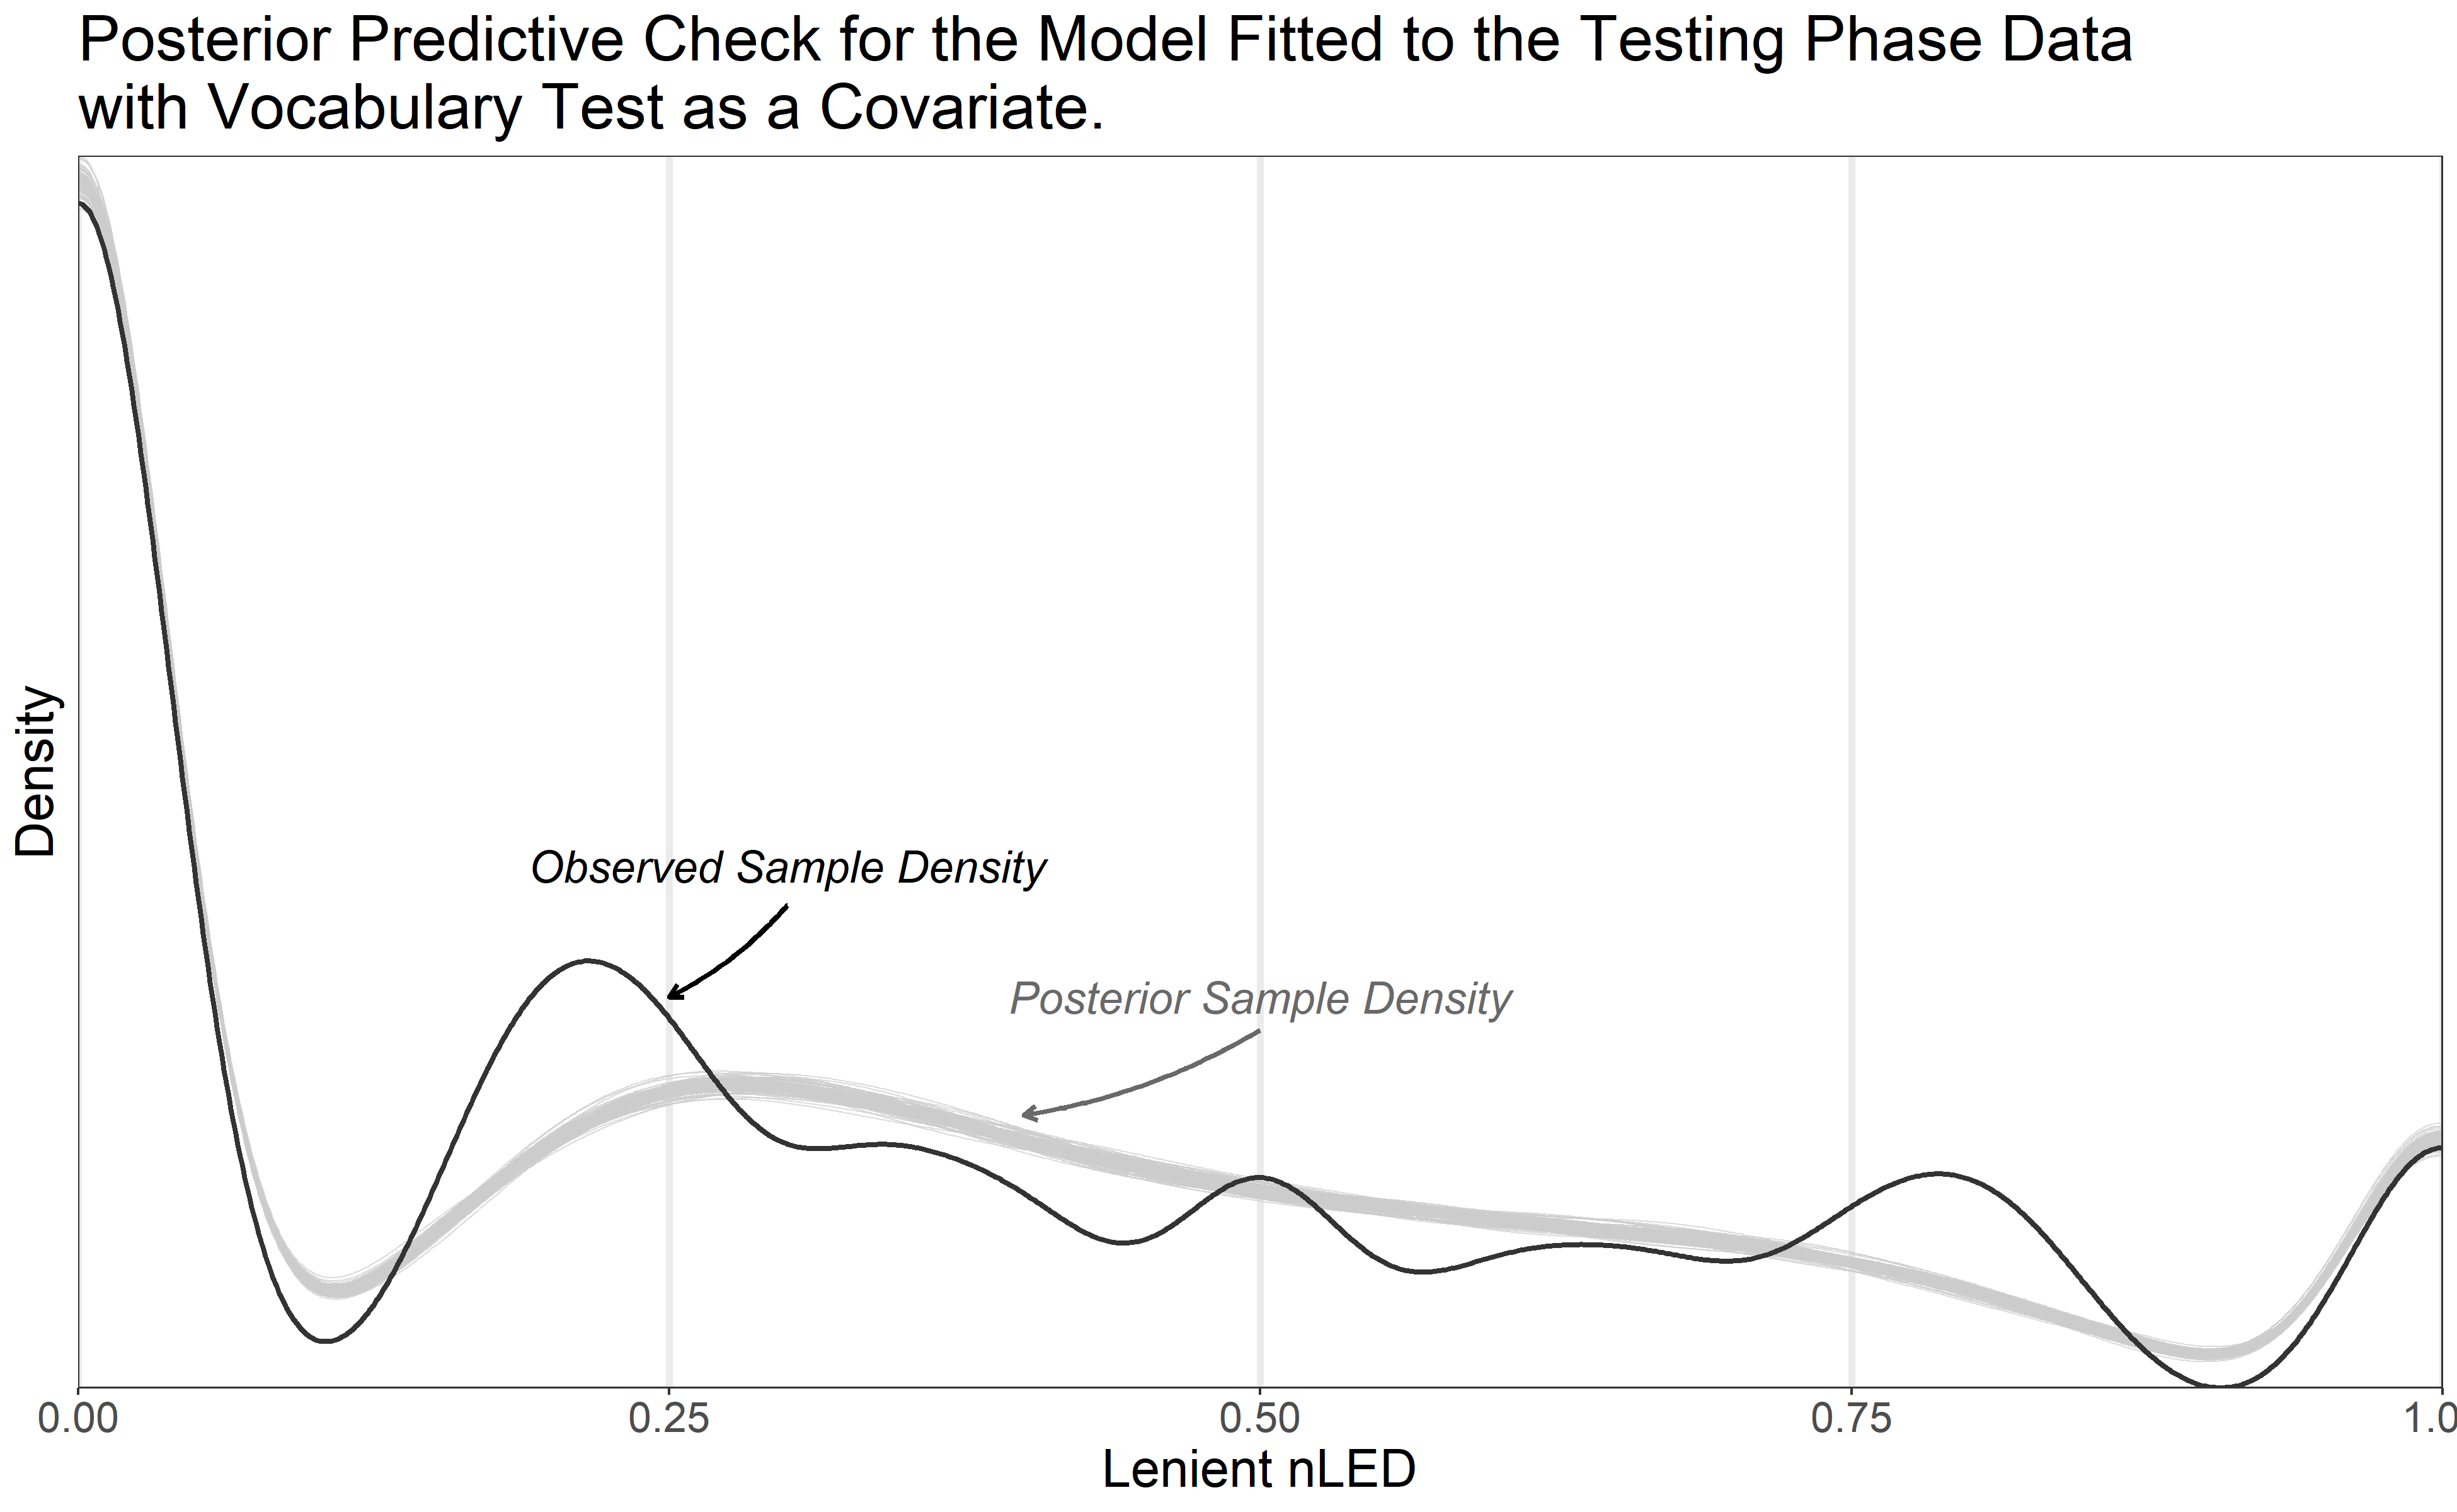 Posterior Predictive Check for the Model Fitted to the Testing Phase Data
with Vocabulary Test as a Covariate.
Density
Observed Sample Density
Posterior Sample Density
0.00
0.25
0.50
0.75
1.0
Lenient nLED